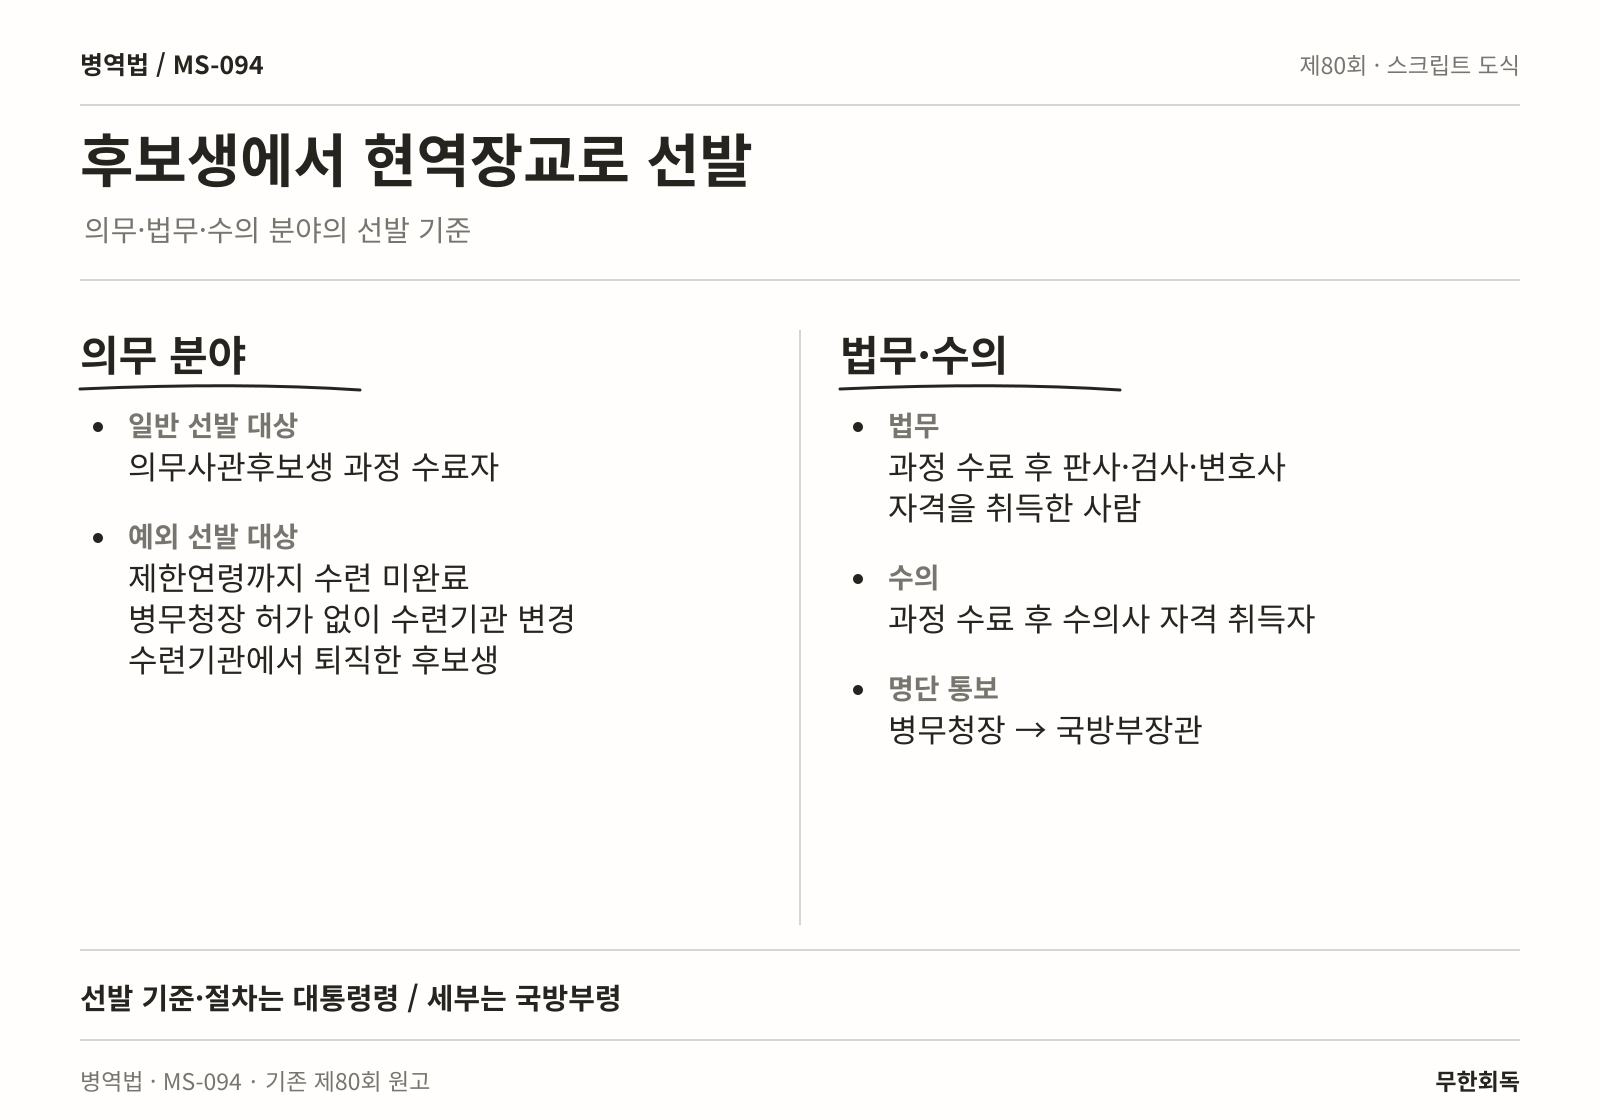 병역법 / MS-094
제80회 · 스크립트 도식
후보생에서 현역장교로 선발
의무·법무·수의 분야의 선발 기준
의무 분야
• 일반 선발 대상
의무사관후보생 과정 수료자
• 예외 선발 대상
제한연령까지 수련 미완료
병무청장 허가 없이 수련기관 변경
수련기관에서 퇴직한 후보생
법무·수의
• 법무
과정 수료 후 판사·검사·변호사
자격을 취득한 사람
• 수의
과정 수료 후 수의사 자격 취득자
• 명단 통보
병무청장 → 국방부장관
선발 기준·절차는 대통령령 / 세부는 국방부령
병역법 · MS-094 · 기존 제80회 원고
무한회독